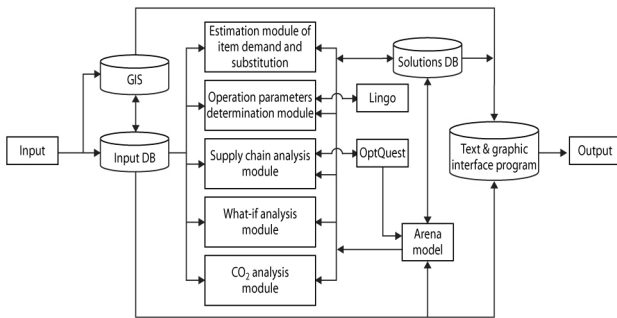 Estimation module of
item demand and
substitution
GIS
Solutions DB
Operation parameters
determination module
Lingo
Input
Input DB
Supply chain analysis
module
OptQuest
Text & graphic
interface program
Output
What-if analysis
module
Arena
model
CO₂ analysis
module